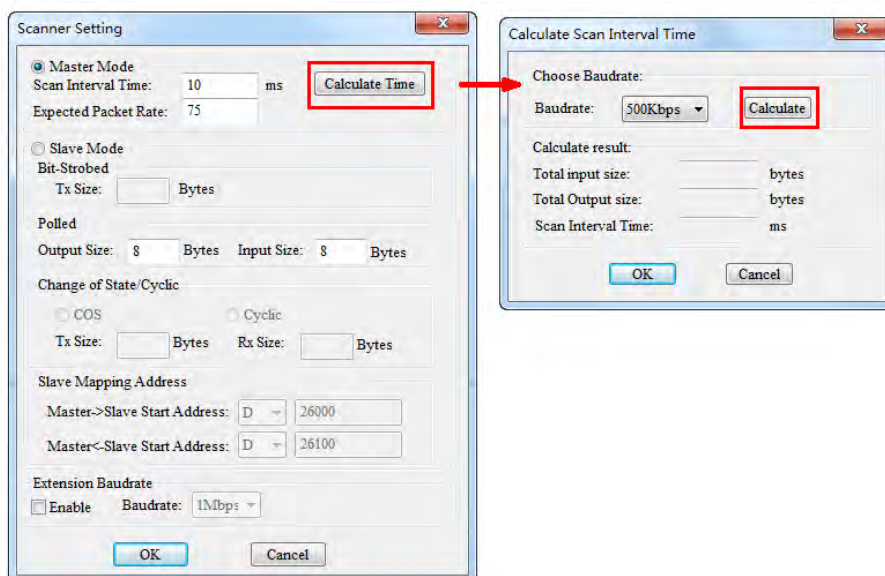 Scanner Setting
Master Mode
Scan Interval Time: 10 ms Calculate Time
Expected Packet Rate: 75
Slave Mode
Bit-Strobed
Tx Size: Bytes
Polled
Output Size: 8 Bytes Input Size: 8 Bytes
Change of State/Cyclic
COS Cyclic
Tx Size: Bytes Rx Size: Bytes
Slave Mapping Address
Master->Slave Start Address: D 26000
Master<-Slave Start Address: D 26100
Extension Baudrate
Enable Baudrate: 1Mbps
OK Cancel
Calculate Scan Interval Time
Choose Baudrate:
Baudrate: 500Kbps Calculate
Calculate result:
Total input size: bytes
Total Output size: bytes
Scan Interval Time: ms
OK Cancel